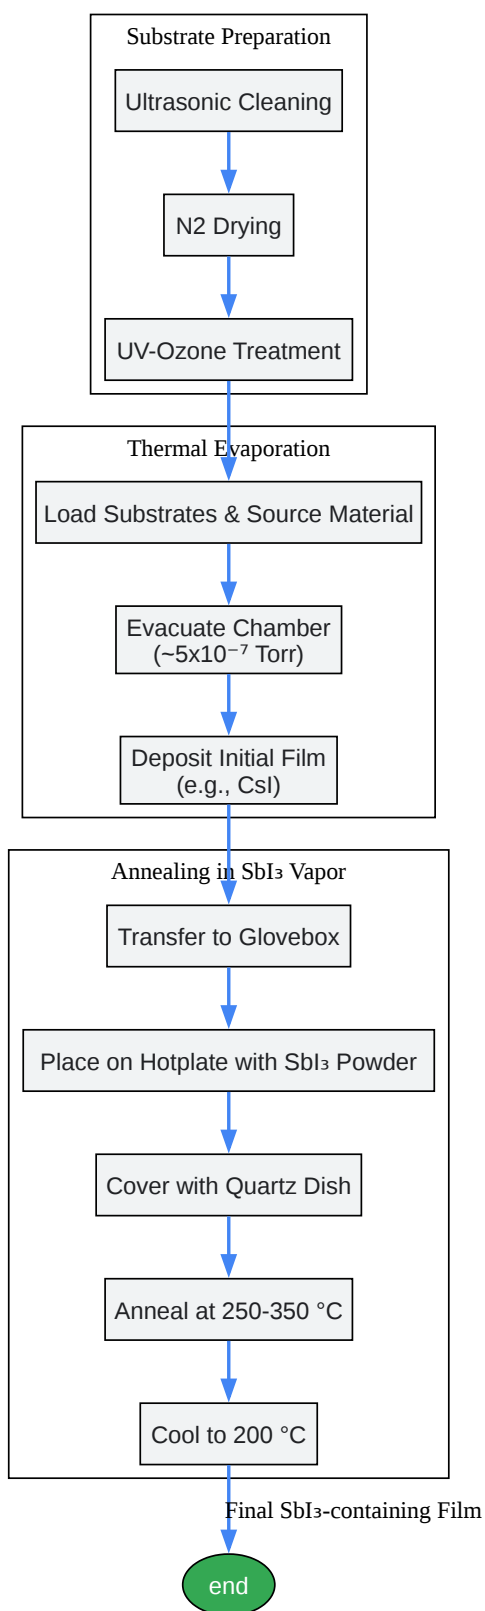 Substrate Preparation
Ultrasonic Cleaning
N2 Drying
UV-Ozone Treatment
Thermal Evaporation
Load Substrates & Source Material
Evacuate Chamber
(~5x10⁻⁷ Torr)
Deposit Initial Film
(e.g., CsI)
Annealing in SbI₃ Vapor
Transfer to Glovebox
Place on Hotplate with SbI₃ Powder
Cover with Quartz Dish
Anneal at 250-350 °C
Cool to 200 °C
Final SbI₃-containing Film
end